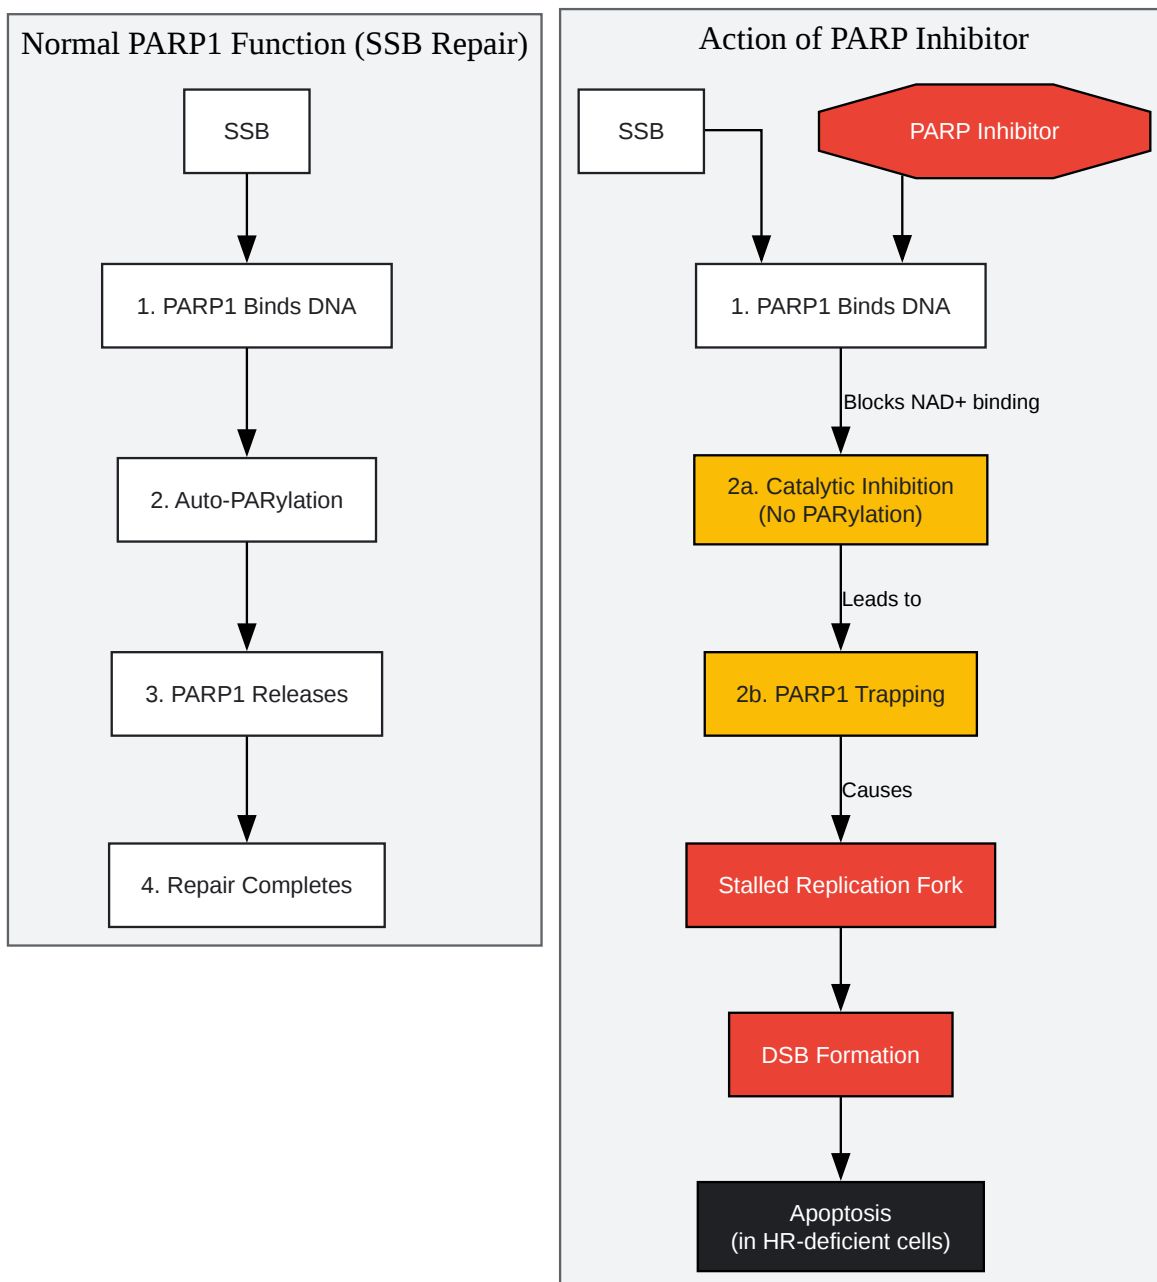 Normal PARP1 Function (SSB Repair)
SSB
1. PARP1 Binds DNA
2. Auto-PARylation
3. PARP1 Releases
4. Repair Completes
Action of PARP Inhibitor
SSB
PARP Inhibitor
1. PARP1 Binds DNA
Blocks NAD+ binding
2a. Catalytic Inhibition
(No PARylation)
Leads to
2b. PARP1 Trapping
Causes
Stalled Replication Fork
DSB Formation
Apoptosis
(in HR-deficient cells)